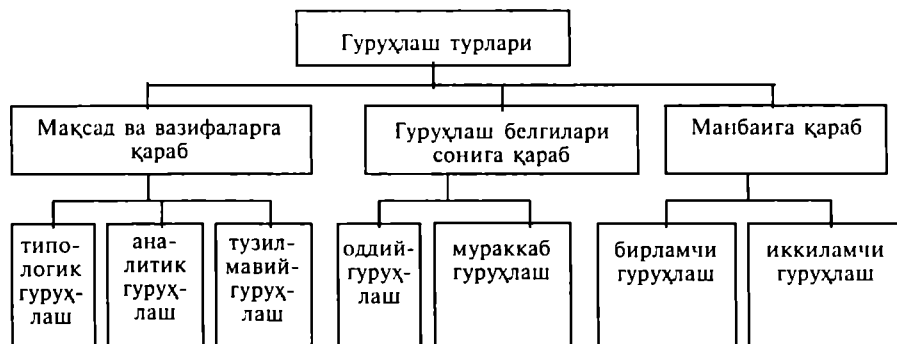 Гуруҳлаш турлари
Мақсад ва вазифаларга
қараб
Гуруҳлаш белгилари
сонига қараб
Манбаига қараб
типо-
логик
гуруҳ-
лаш
ана-
литик
гуруҳ-
лаш
тузил-
мавий-
гуруҳ-
лаш
оддий-
гуруҳ-
лаш
мураккаб
гуруҳлаш
бирламчи
гуруҳлаш
иккиламчи
гуруҳлаш